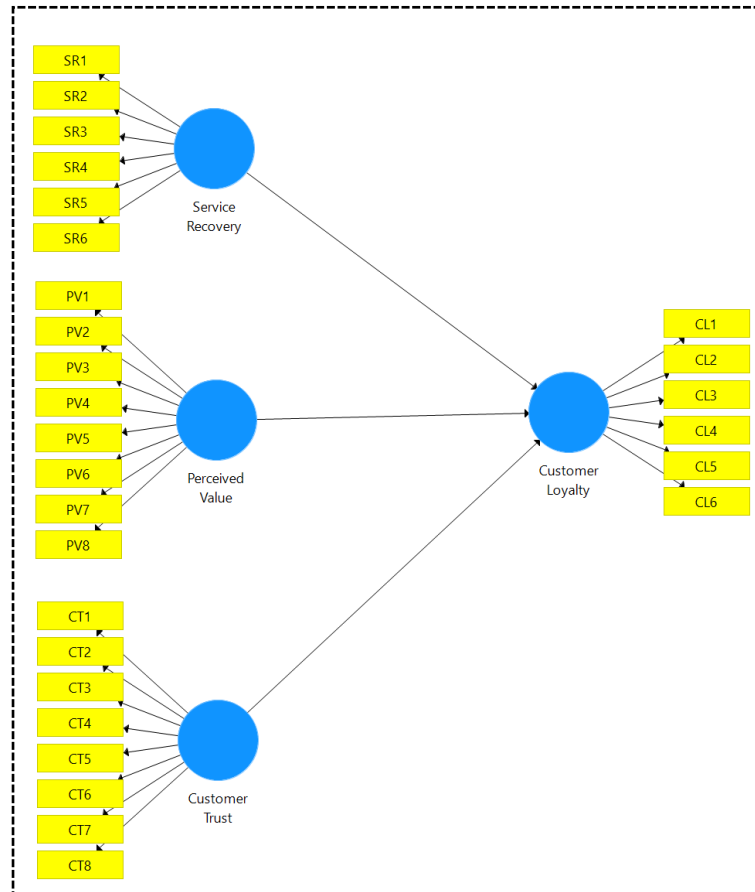 SR1
SR2
SR3
SR4
SR5
SR6
Service
Recovery
PV1
PV2
PV3
PV4
PV5
PV6
PV7
PV8
Perceived
Value
CT1
CT2
CT3
CT4
CT5
CT6
CT7
CT8
Customer
Trust
CL1
CL2
CL3
CL4
CL5
CL6
Customer
Loyalty